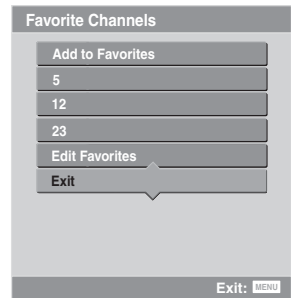 Favorite Channels
Add to Favorites
5
12
23
Edit Favorites
Exit
Exit: MENU